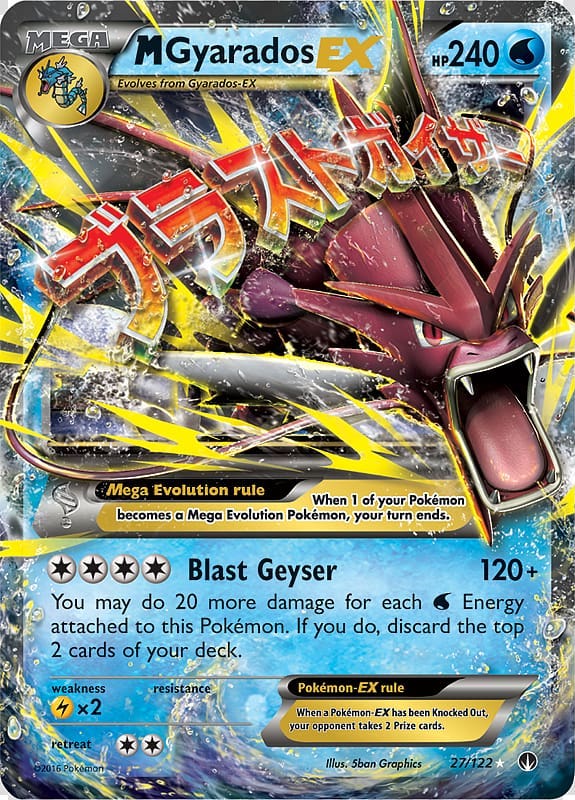 MEGA
MGyaradosEX
HP240
Evolves from Gyarados-EX
ブラストガイザー
Mega Evolution rule
When 1 of your Pokémon
becomes a Mega Evolution Pokémon, your turn ends.
Blast Geyser 120+
You may do 20 more damage for each Energy
attached to this Pokémon. If you do, discard the top
2 cards of your deck.
weakness resistance
×2
Pokémon-EX rule
When a Pokémon-EX has been Knocked Out,
your opponent takes 2 Prize cards.
retreat
©2016 Pokémon
Illus. 5ban Graphics
27/122